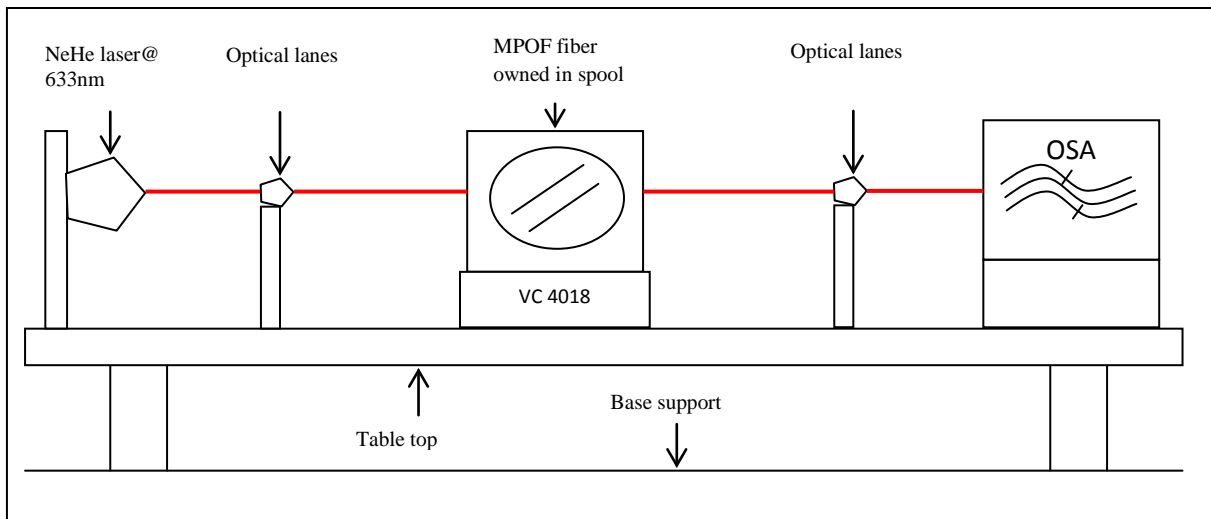 NeHe laser@
633nm
Optical lanes
MPOF fiber
owned in spool
Optical lanes
OSA
VC 4018
Base support
Table top